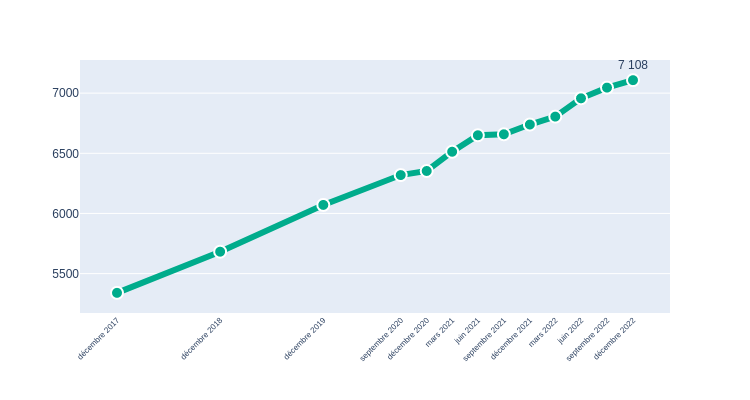 7 108
7000
6500
6000
5500
décembre 2017
décembre 2018
décembre 2019
septembre 2020
décembre 2020
mars 2021
juin 2021
septembre 2021
décembre 2021
mars 2022
juin 2022
septembre 2022
décembre 2022